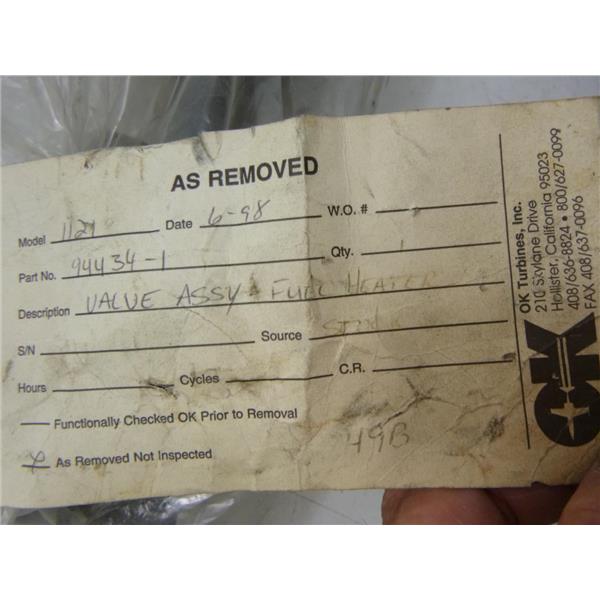 AS REMOVED
Model 1121 Date 6-98 W.O. #
Part No. 94434-1 Qty. 1
Description VALVE ASSY - FUEL HEATER
S/N Source
Hours Cycles C.R.
Functionally Checked OK Prior to Removal
As Removed Not Inspected
49B
OK Turbines, Inc.
210 Skylane Drive
Hollister, California 95023
408/636-8824 • 800/627-0099
FAX 408/637-0096
OK